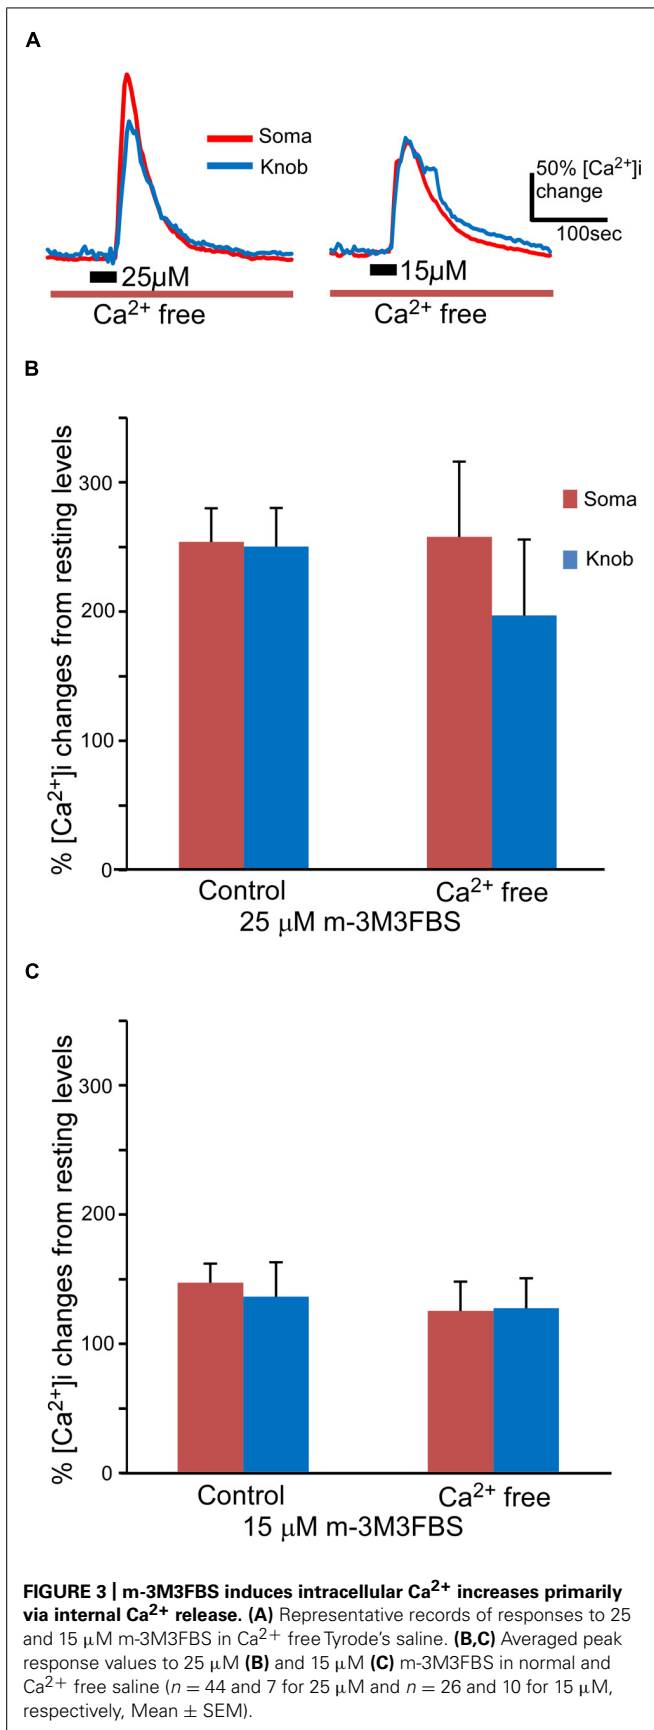 A
Soma
Knob
50% [Ca²⁺]i
change
100sec
25µM
15µM
Ca²⁺ free
Ca²⁺ free
B
% [Ca²⁺]i changes from resting levels
300
200
100
0
Soma
Knob
Control
Ca²⁺ free
25 µM m-3M3FBS
C
% [Ca²⁺]i changes from resting levels
300
200
100
0
Control
Ca²⁺ free
15 µM m-3M3FBS
FIGURE 3 | m-3M3FBS induces intracellular Ca²⁺ increases primarily
via internal Ca²⁺ release. (A) Representative records of responses to 25
and 15 µM m-3M3FBS in Ca²⁺ free Tyrode's saline. (B,C) Averaged peak
response values to 25 µM (B) and 15 µM (C) m-3M3FBS in normal and
Ca²⁺ free saline (n = 44 and 7 for 25 µM and n = 26 and 10 for 15 µM,
respectively, Mean ± SEM).